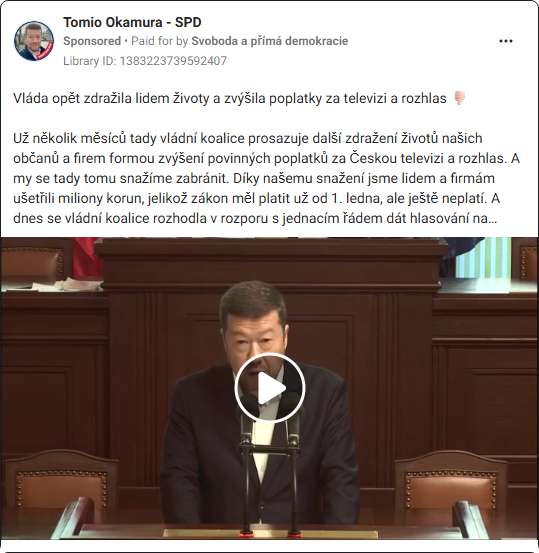 Tomio Okamura - SPD
Sponsored • Paid for by Svoboda a přímá demokracie
Library ID: 1383223739592407
Vláda opět zdražila lidem životy a zvýšila poplatky za televizi a rozhlas 👎🏻
Už několik měsíců tady vládní koalice prosazuje další zdražení životů našich
občanů a firem formou zvýšení povinných poplatků za Českou televizi a rozhlas. A
my se tady tomu snažíme zabránit. Díky našemu snažení jsme lidem a firmám
ušetřili miliony korun, jelikož zákon měl platit už od 1. ledna, ale ještě neplatí. A
dnes se vládní koalice rozhodla v rozporu s jednacím řádem dát hlasování na...